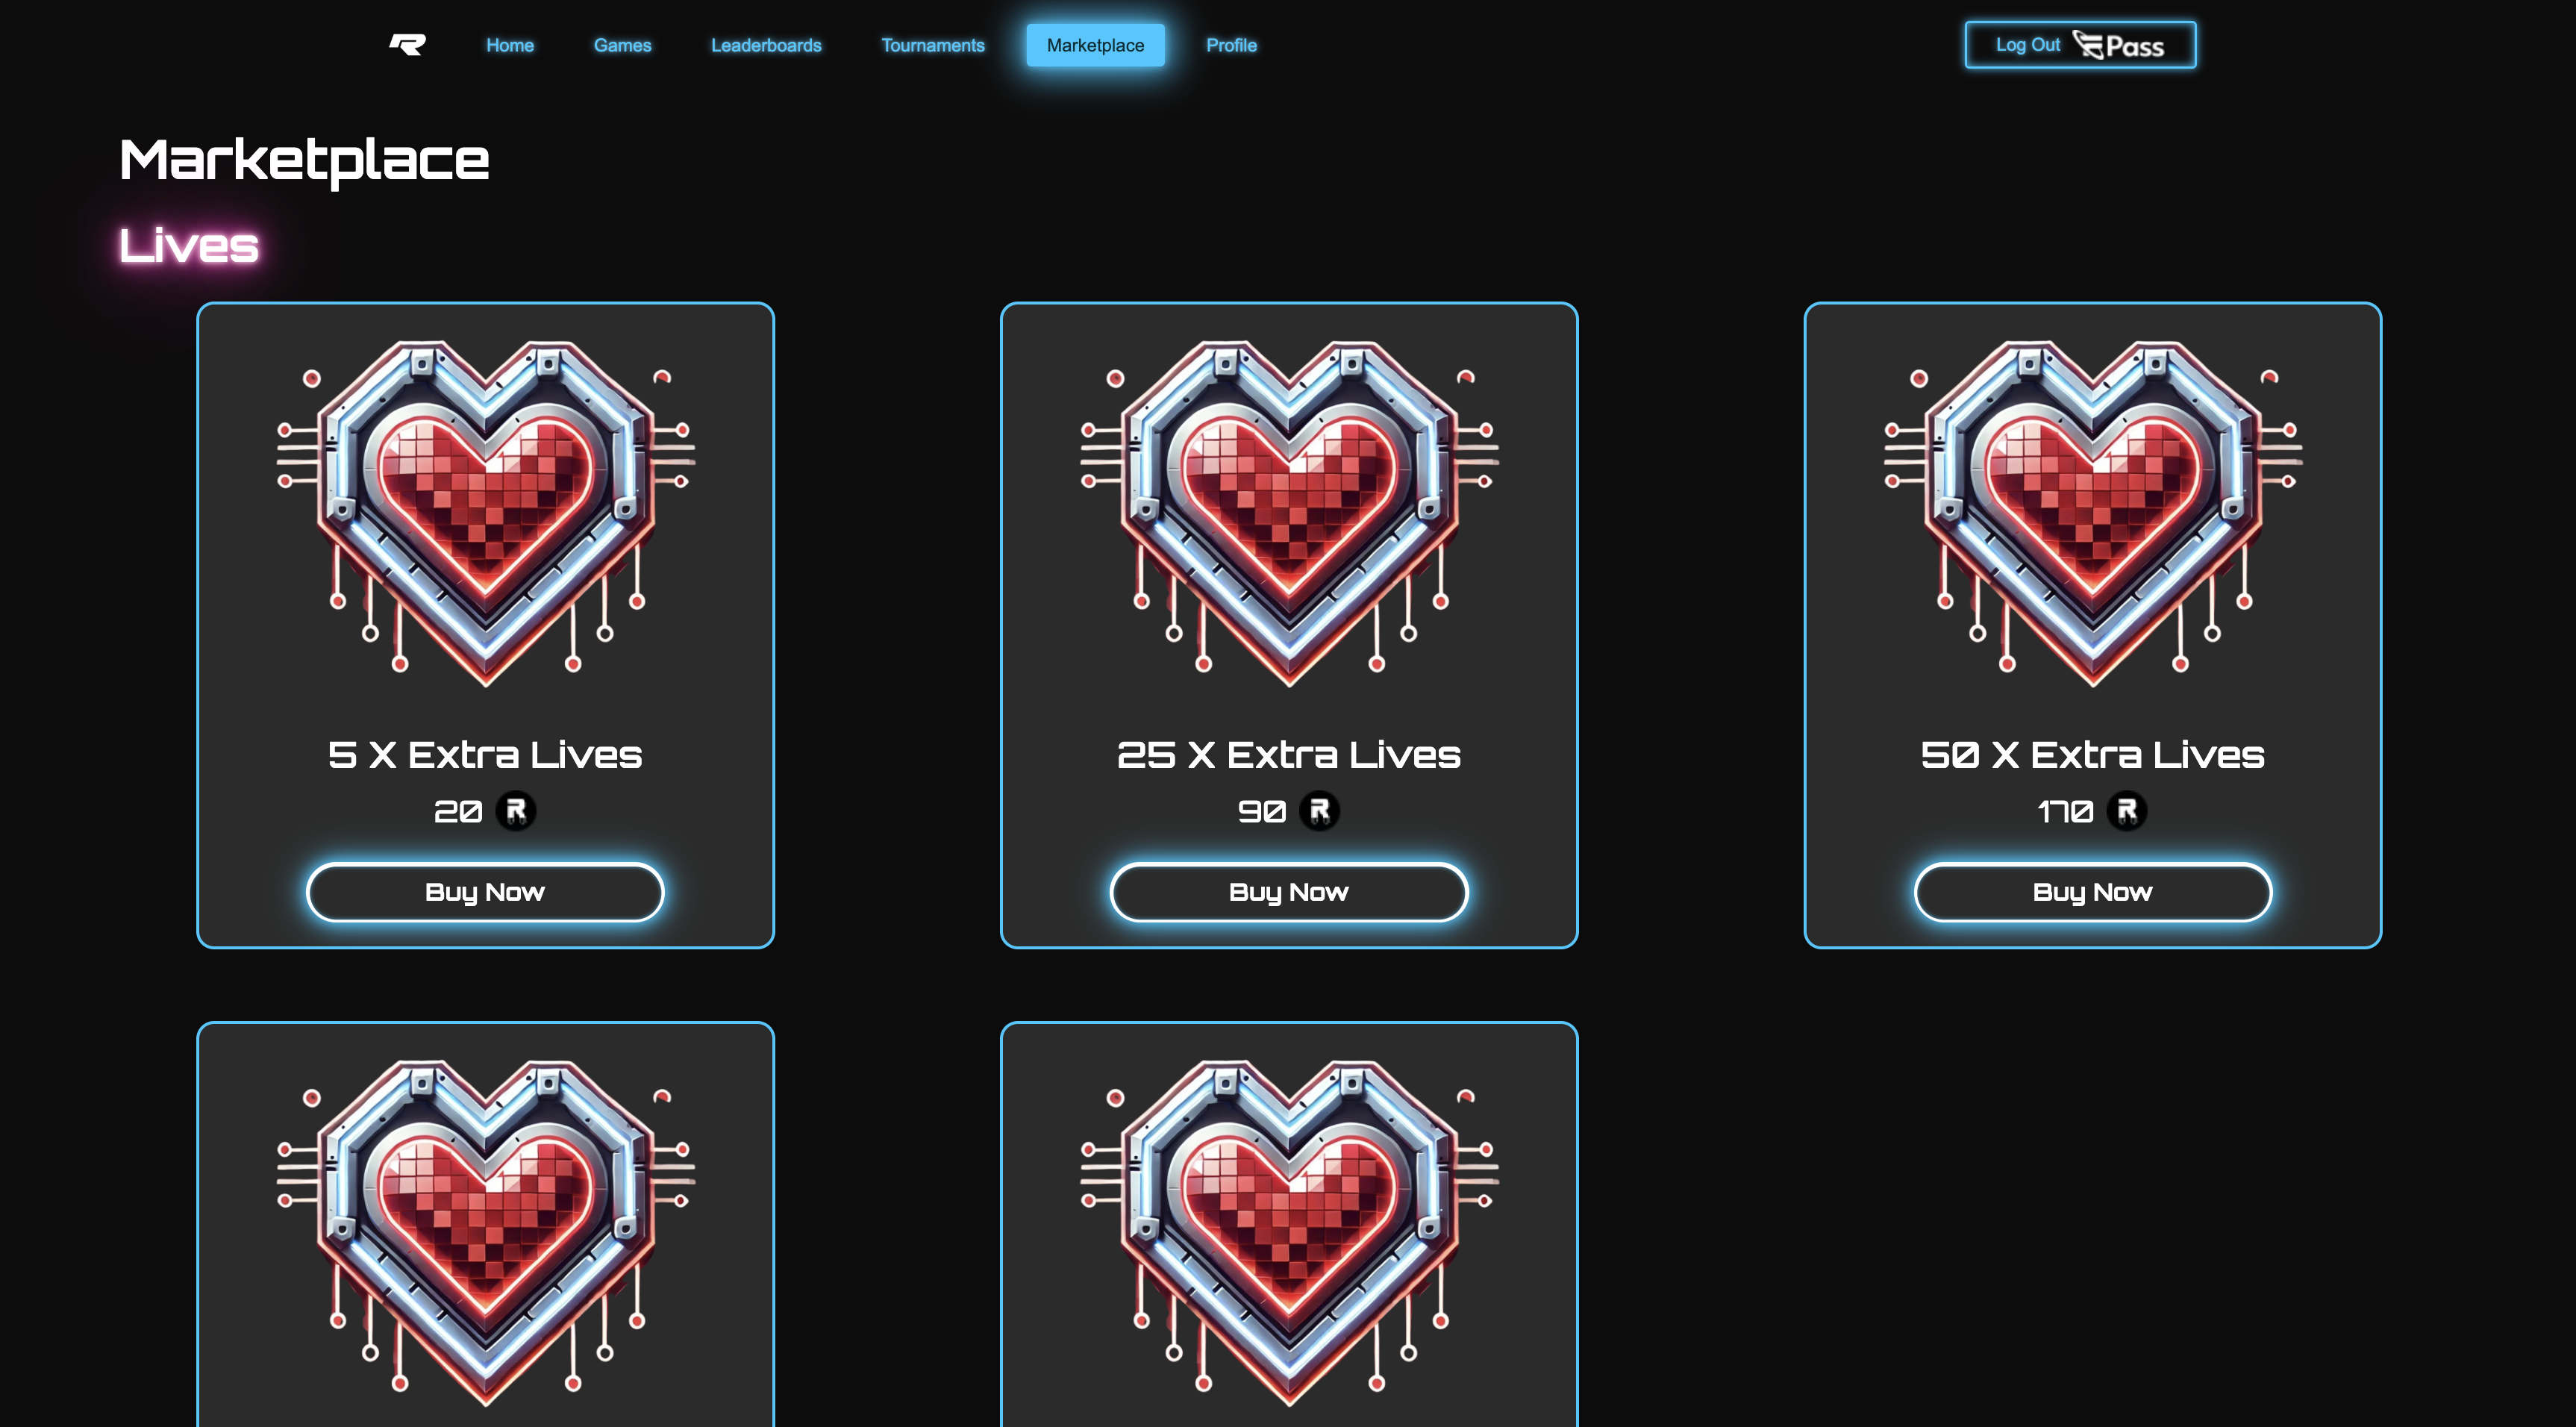 R Home Games Leaderboards Tournaments Marketplace Profile Log Out Pass
Marketplace
Lives
5 X Extra Lives 25 X Extra Lives 50 X Extra Lives
20 R 90 R 170 R
Buy Now Buy Now Buy Now